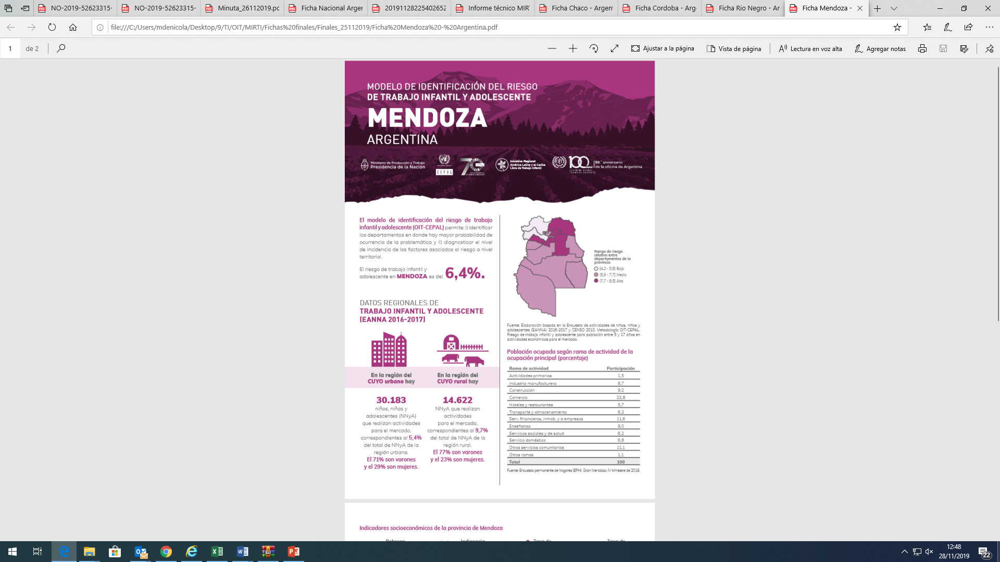 NO-2019-52623315-
NO-2019-52623315-
Minuta_26112019.pc
Ficha Nacional Arger
20191128225402652
Informe técnico MIR
Ficha Chaco - Argent
Ficha Cordoba - Arg
Ficha Rio Negro - Ar
Ficha Mendoza -
file:///C:/Users/mdenicola/Desktop/9/TI/OIT/MIRTI/Fichas%20finales/Finales_25112019/Ficha%20Mendoza%20-%20Argentina.pdf
1 de 2
Ajustar a la página
Vista de página
Lectura en voz alta
Agregar notas
MODELO DE IDENTIFICACIÓN DEL RIESGO
DE TRABAJO INFANTIL Y ADOLESCENTE
MENDOZA
ARGENTINA
Ministerio de Producción y Trabajo
Presidencia de la Nación
CEPAL
70
Iniciativa Regional
América Latina y el Caribe
Libre de Trabajo Infantil
100
50.° aniversario
de la oficina de Argentina
El modelo de identificación del riesgo de trabajo
infantil y adolescente (OIT-CEPAL) permite: i) identificar
los departamentos en donde hay mayor probabilidad de
ocurrencia de la problemática y ii) diagnosticar el nivel
de incidencia de los factores asociados al riesgo a nivel
territorial.
El riesgo de trabajo infantil y
adolescente en MENDOZA es del 6,4%.
DATOS REGIONALES DE
TRABAJO INFANTIL Y ADOLESCENTE
(EANNA 2016-2017)
En la región del
CUYO urbano hay
30.183
niños, niñas y
adolescentes (NNyA)
que realizan actividades
para el mercado,
correspondientes al 5,4%
del total de NNyA de la
región urbana.
El 71% son varones
y el 29% son mujeres.
En la región del
CUYO rural hay
14.622
NNyA que realizan
actividades
para el mercado,
correspondientes al 9,7%
del total de NNyA de la
región rural.
El 77% son varones
y el 23% son mujeres.
Rango de riesgo
relativo entre
departamentos de la
provincia
[4,2 - 5,9] Bajo
(5,9 - 7,7] Medio
(7,7 - 9,5] Alto
Fuente: Elaboración basada en la Encuesta de actividades de niños, niñas y
adolescentes (EANNA) 2016-2017 y CENSO 2010. Metodología OIT-CEPAL.
Riesgo de trabajo infantil y adolescente para población entre 5 y 17 años en
actividades económicas para el mercado.
Población ocupada según rama de actividad de la
ocupación principal (porcentaje)
Rama de actividad Participación
Actividades primarias 1,5
Industria manufacturera 8,7
Construcción 9,2
Comercio 22,8
Hoteles y restaurantes 5,7
Transporte y almacenamiento 6,3
Serv. financieros, inmob. y a empresas 11,6
Enseñanza 9,0
Servicios sociales y de salud 6,2
Servicio doméstico 6,8
Otros servicios comunitarios 11,1
Otras ramas 1,1
Total 100
Fuente: Encuesta permanente de hogares (EPH). Gran Mendoza. IV trimestre de 2018.
Indicadores socioeconómicos de la provincia de Mendoza
12:48
28/11/2019
22